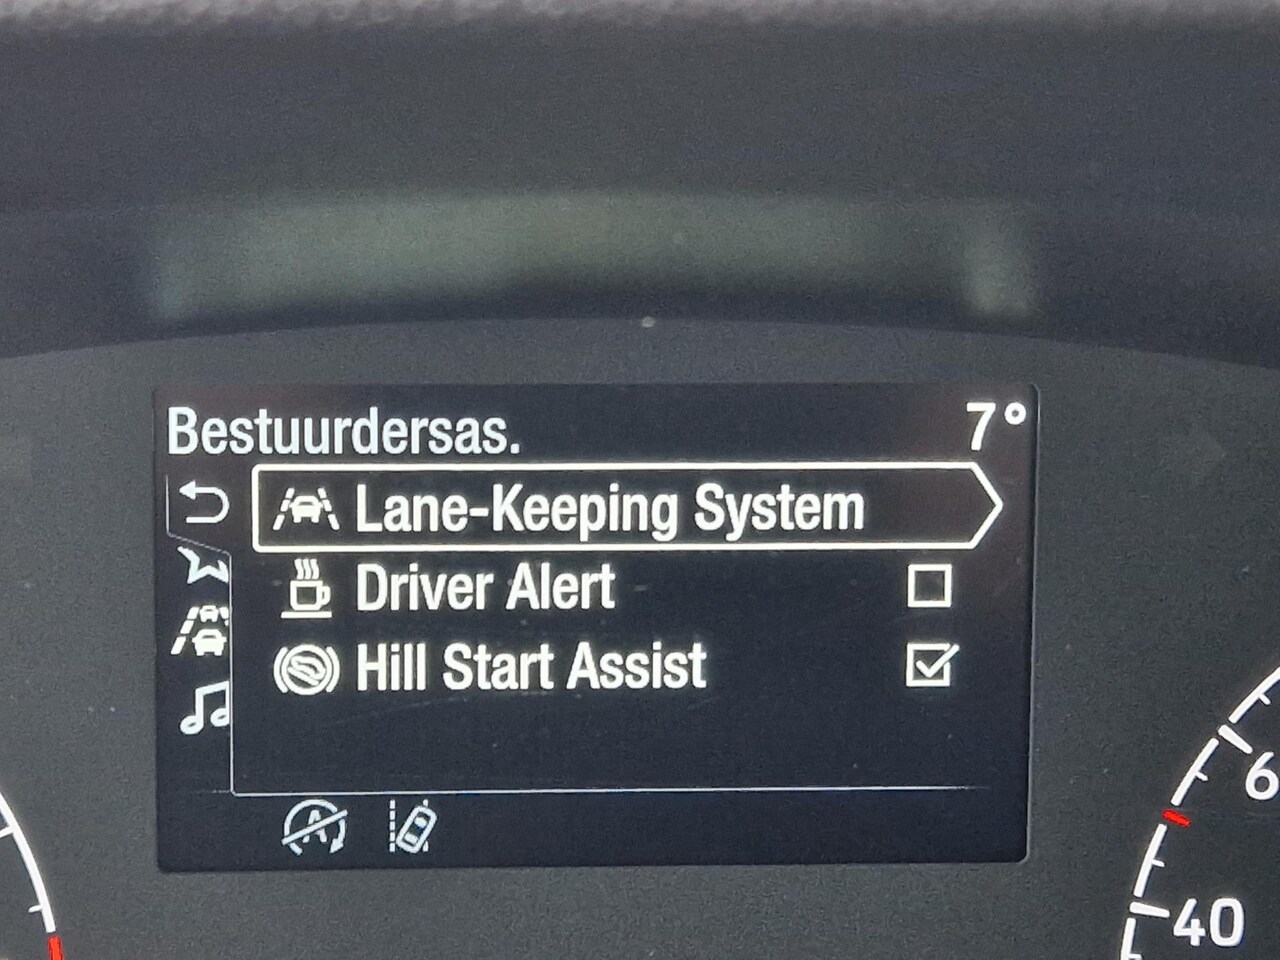 Bestuurdersas.
7°
Lane-Keeping System
Driver Alert
Hill Start Assist
A
6
40